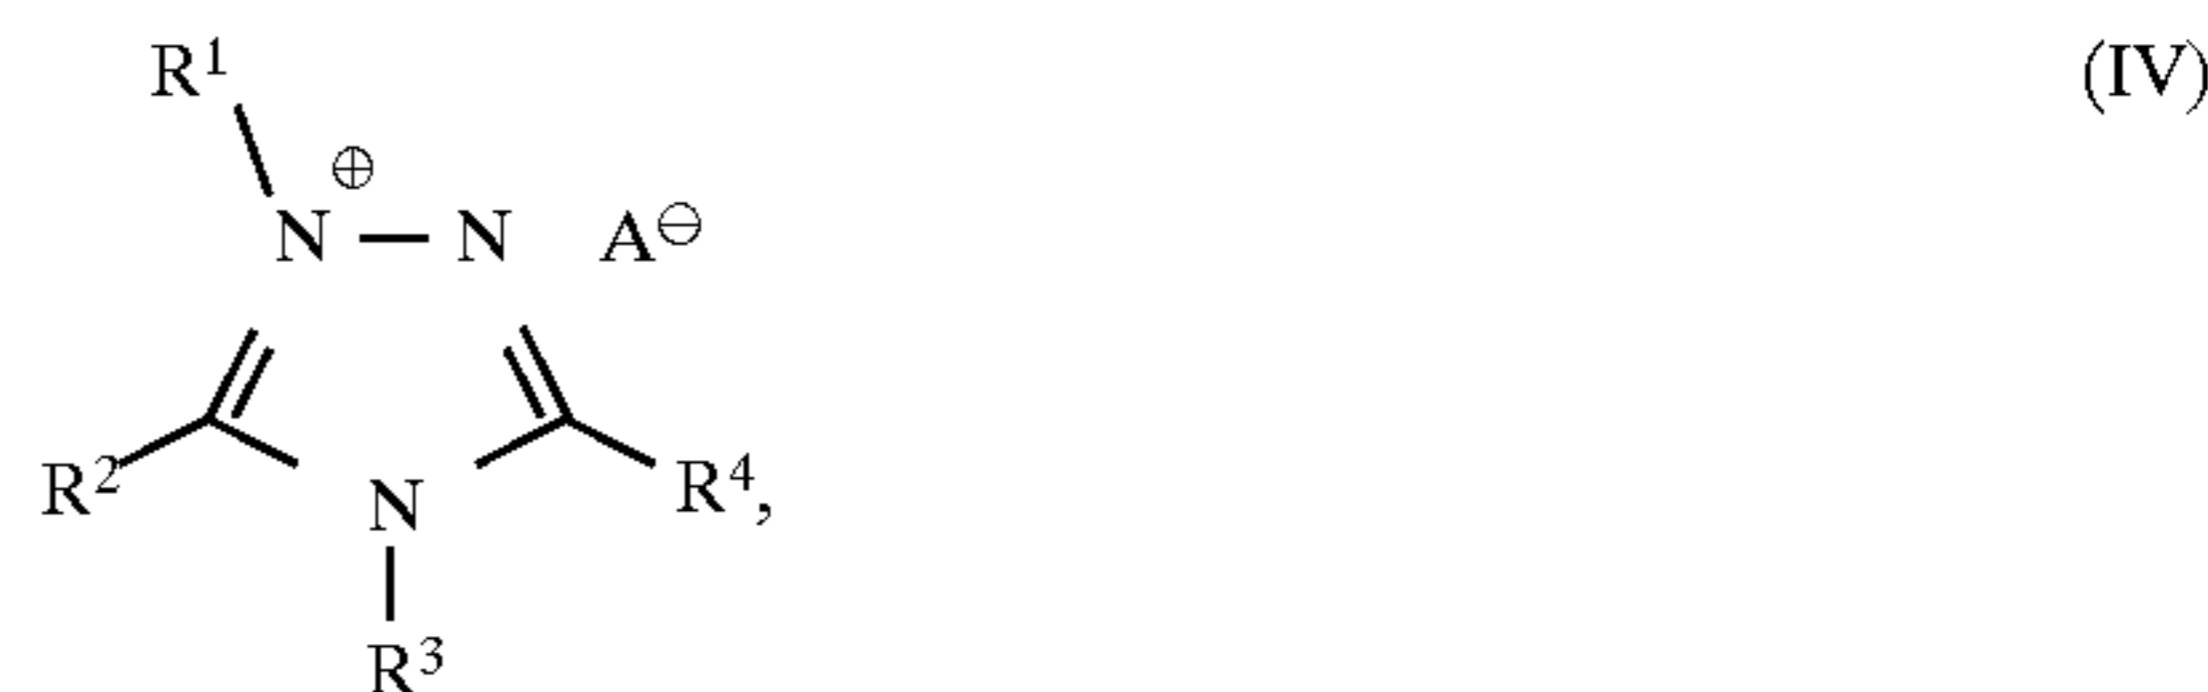 R¹ (IV)
⊕
N — N A⊖
R² R⁴,
N
R³